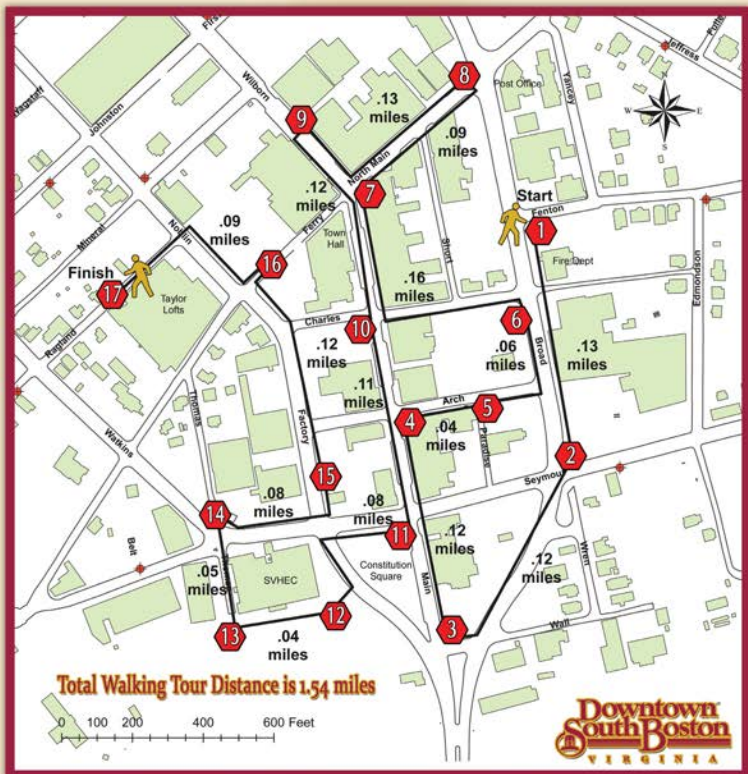 Wagstaff
Johnston
Wilborn
Firs
Jeffress
Yancey
Post Office
8
.13
miles
9
.09
miles
N
W E
S
North Main
7
Start
Fenton
1
.12
miles
Ferry
Town
Hall
Short
Fire Dept
Edmondson
Mineral
Noblin
.09
miles
16
Finish
17
Taylor
Lofts
Ragland
.16
miles
6
.06
miles
Broad
.13
miles
Charles
10
.12
miles
.11
miles
Arch
4
5
.04
miles
Paradise
2
Seymour
Thomas
Factory
Watkins
15
.08
miles
14
.08
miles
11
Constitution
Square
Main
.12
miles
.12
miles
Wren
Belt
.05
miles
SVHEC
12
13
.04
miles
3
Wall
Total Walking Tour Distance is 1.54 miles
0 100 200 400 600 Feet
Downtown
South Boston
VIRGINIA